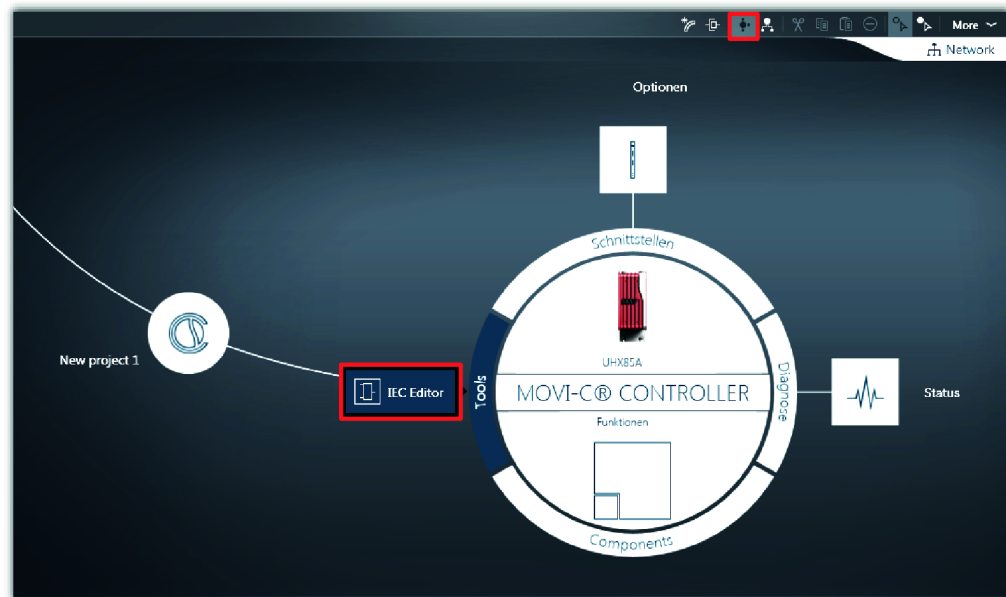 More
Network
Optionen
Schnittstellen
New project 1
IEC Editor
Tools
UHX85A
MOVI-C® CONTROLLER
Funktionen
Diagnose
Status
Components